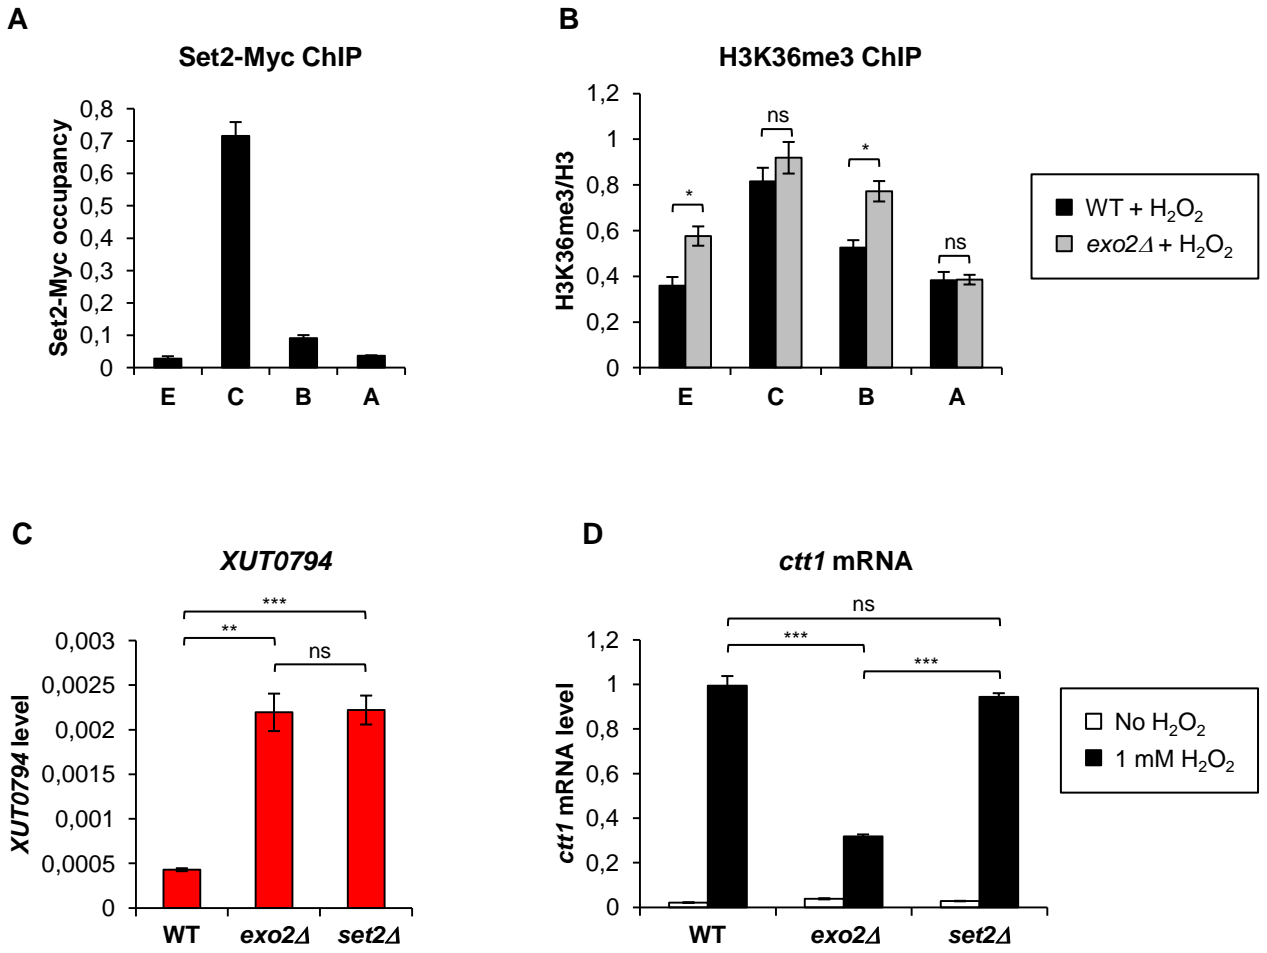 A
Set2-Myc ChIP
Set2-Myc occupancy
0,8
0,7
0,6
0,5
0,4
0,3
0,2
0,1
0
E C B A
B
H3K36me3 ChIP
H3K36me3/H3
1,2
1
0,8
0,6
0,4
0,2
0
* ns * ns
E C B A
WT + H₂O₂
exo2Δ + H₂O₂
C
XUT0794
XUT0794 level
***
**
ns
0,003
0,0025
0,002
0,0015
0,001
0,0005
0
WT exo2Δ set2Δ
D
ctt1 mRNA
ctt1 mRNA level
ns
***
***
1,2
1
0,8
0,6
0,4
0,2
0
WT exo2Δ set2Δ
No H₂O₂
1 mM H₂O₂